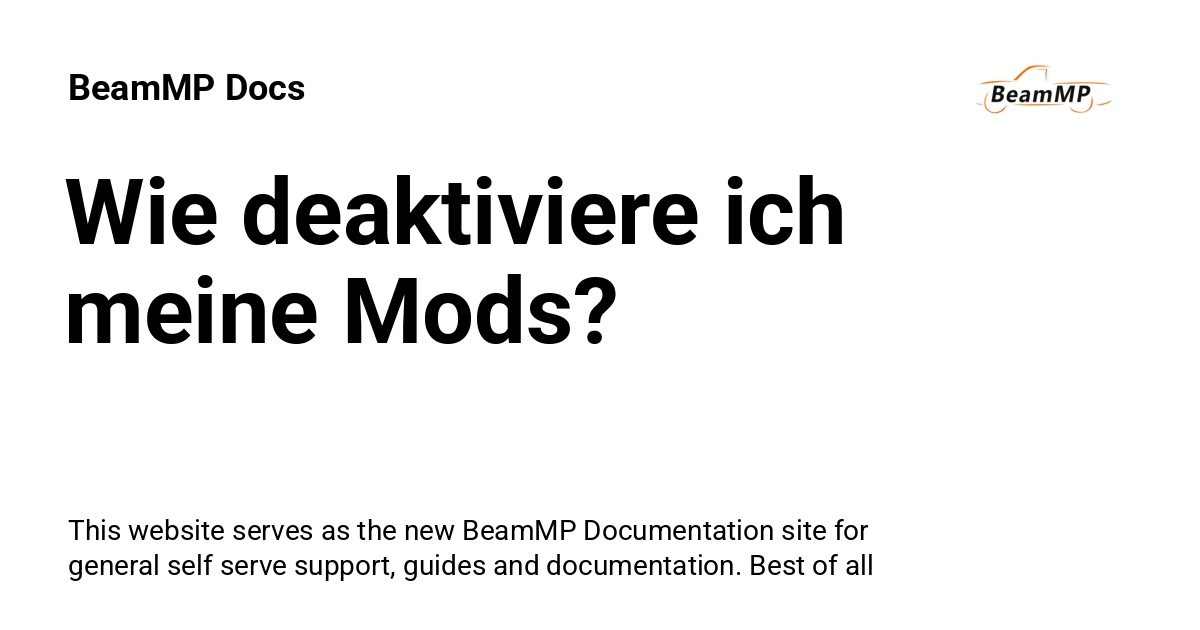 BeamMP Docs
BeamMP
Wie deaktiviere ich
meine Mods?
This website serves as the new BeamMP Documentation site for
general self serve support, guides and documentation. Best of all